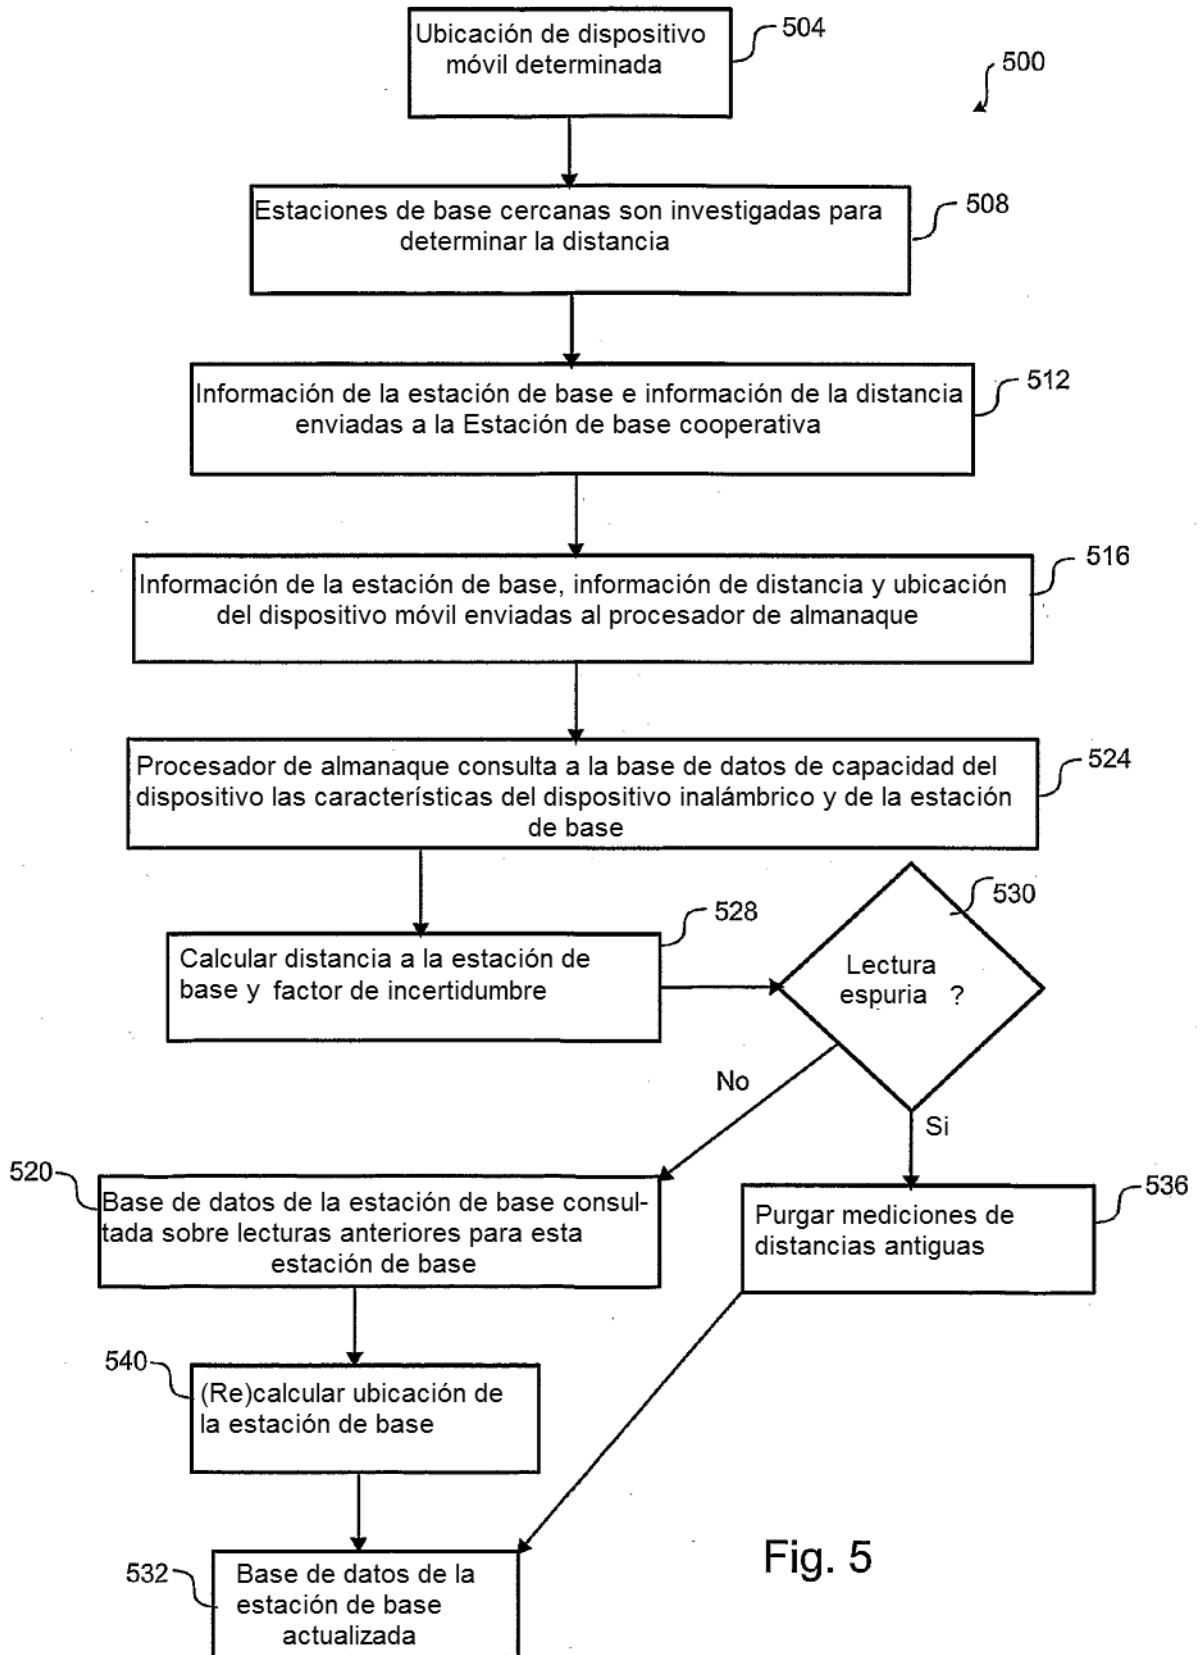 Ubicación de dispositivo
móvil determinada
504
500
Estaciones de base cercanas son investigadas para
determinar la distancia
508
Información de la estación de base e información de la distancia
enviadas a la Estación de base cooperativa
512
Información de la estación de base, información de distancia y ubicación
del dispositivo móvil enviadas al procesador de almanaque
516
Procesador de almanaque consulta a la base de datos de capacidad del
dispositivo las características del dispositivo inalámbrico y de la estación
de base
524
Calcular distancia a la estación de
base y factor de incertidumbre
528
Lectura
espuria ?
530
No
Si
520
Base de datos de la estación de base consul-
tada sobre lecturas anteriores para esta
estación de base
Purgar mediciones de
distancias antiguas
536
540
(Re)calcular ubicación de
la estación de base
532
Base de datos de la
estación de base
actualizada
Fig. 5